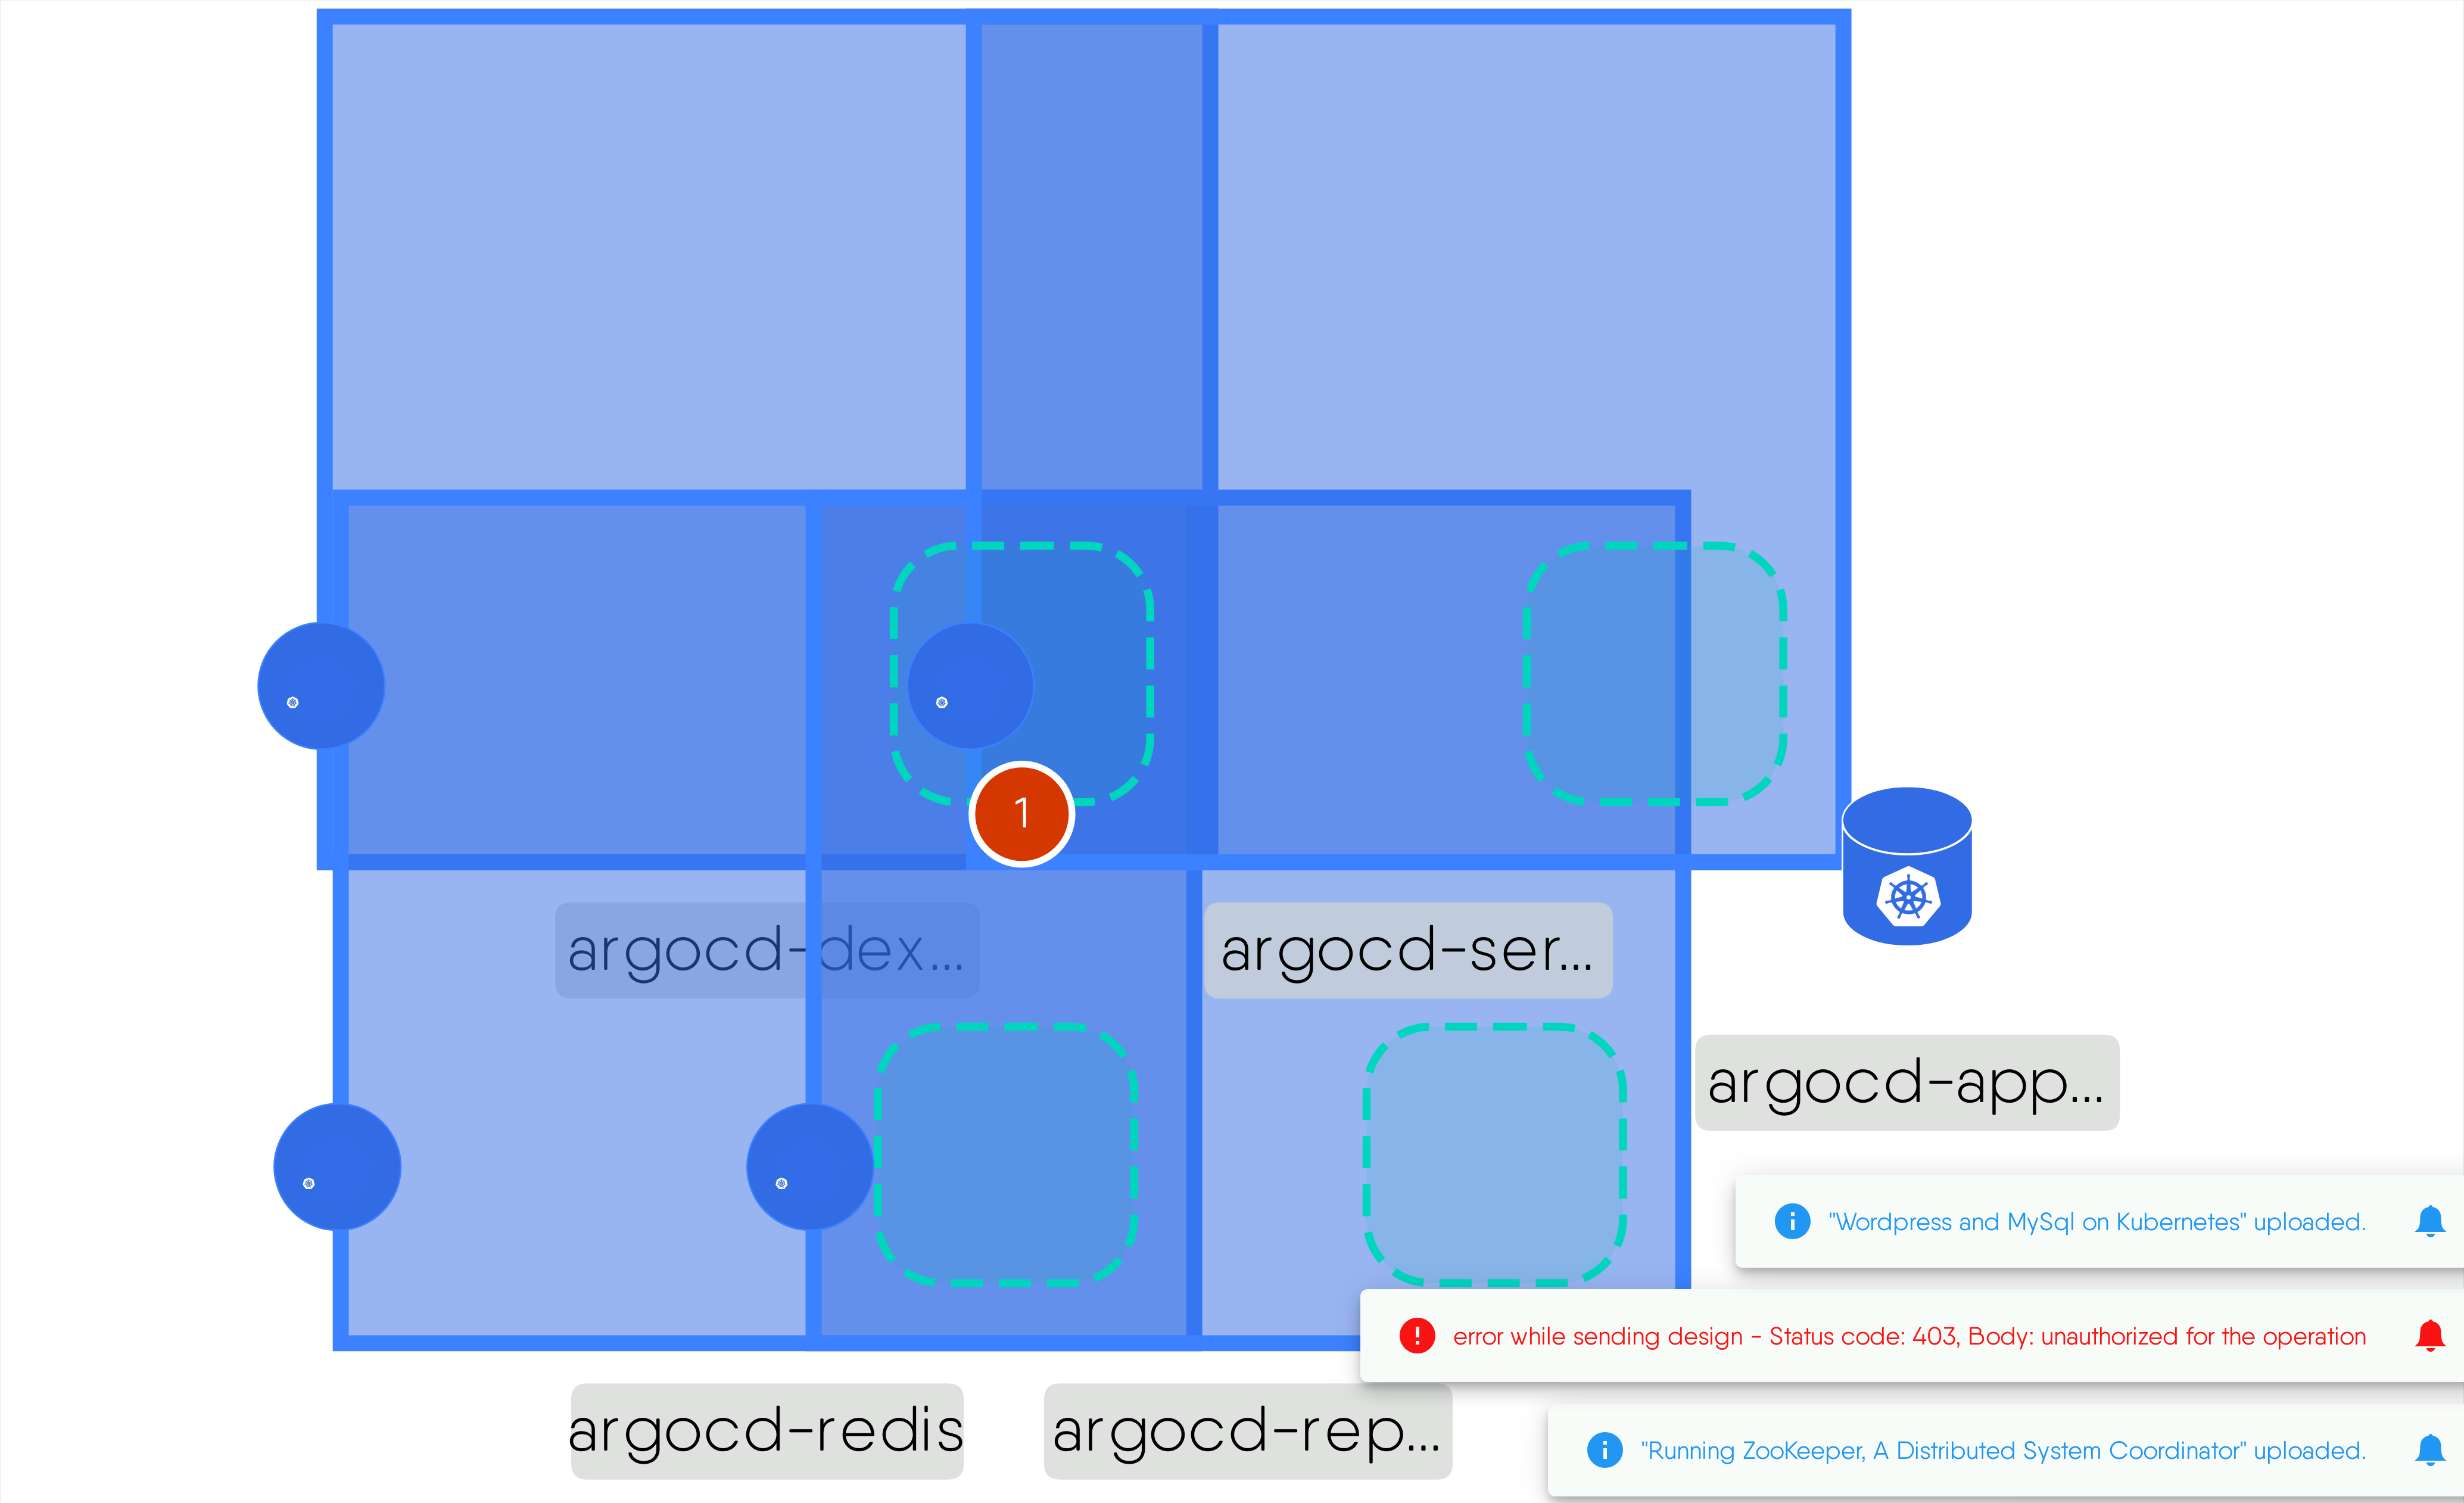 1
argocd-dex...
argocd-ser...
argocd-app...
"Wordpress and MySql on Kubernetes" uploaded.
error while sending design - Status code: 403, Body: unauthorized for the operation
argocd-redis
argocd-rep...
"Running ZooKeeper, A Distributed System Coordinator" uploaded.